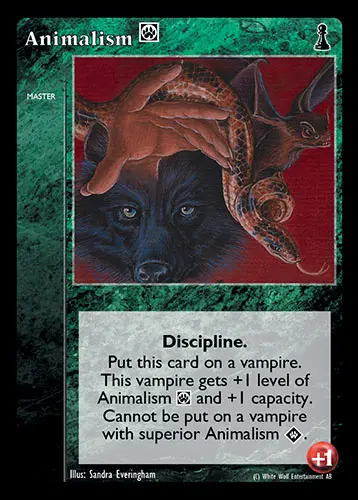 Animalism
MASTER
Discipline.
Put this card on a vampire.
This vampire gets +1 level of
Animalism and +1 capacity.
Cannot be put on a vampire
with superior Animalism .
+1
Illus: Sandra Everingham
(C) White Wolf Entertainment AB